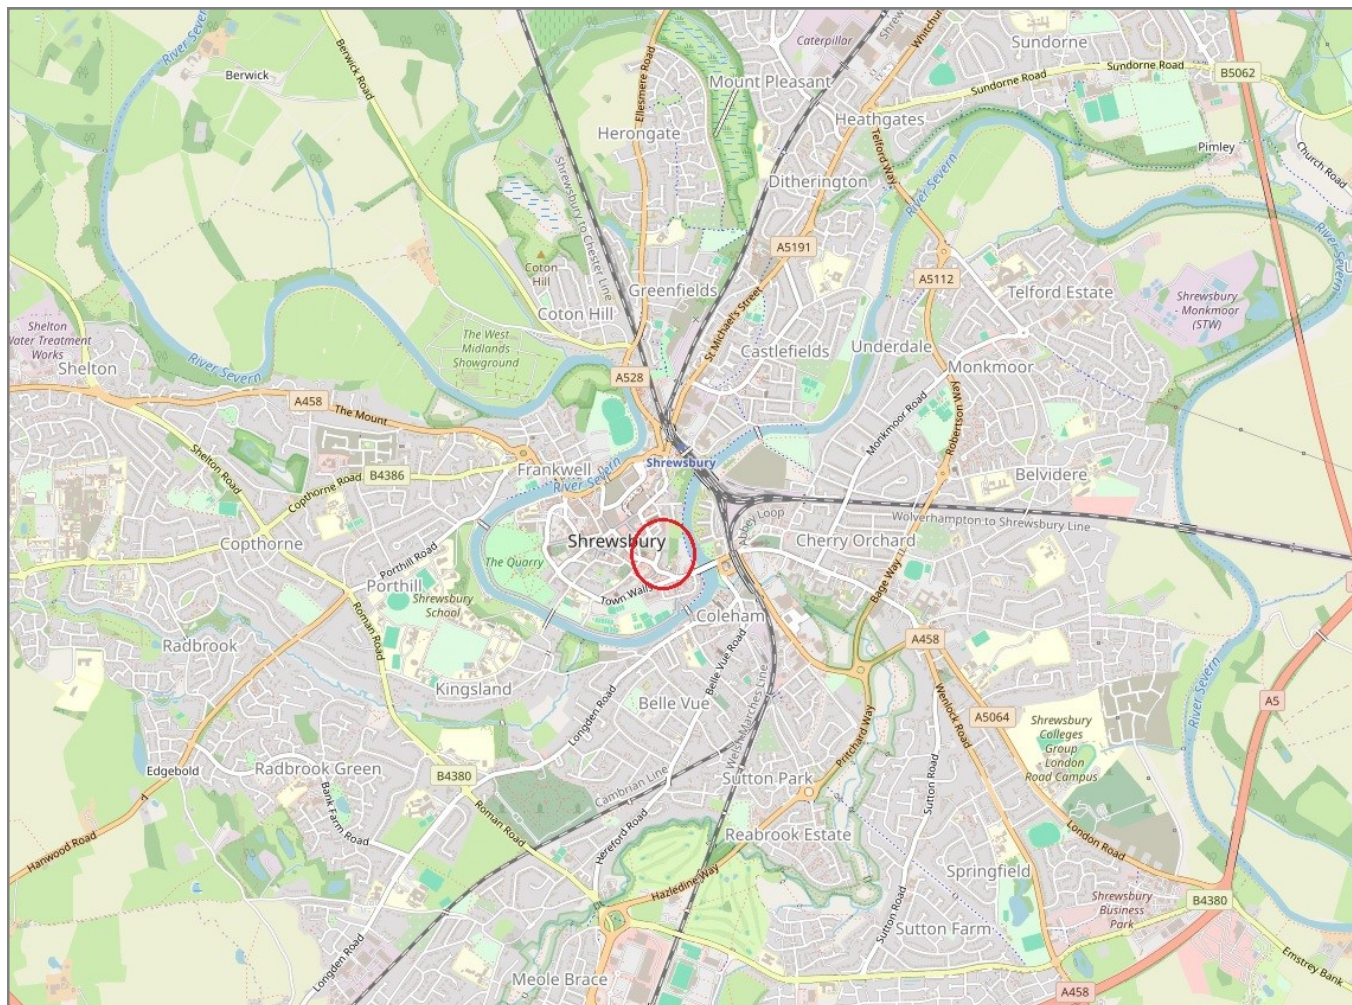 River Severn
Berwick
Berwick Road
Ellesmere Road
Caterpillar
Shrew
Whitchurch
Sundorne
Sundorne Road
Sundorne Road
B5062
Mount Pleasant
Heathgates
Herongate
Telford Way
Pimley
Church Road
River Severn
Ditherington
Shrewsbury to Chester Line
A5191
River Severn
Coton
Hill
Greenfields
A5112
Telford Estate
Shrewsbury
- Monkmoor
(STW)
Coton Hill
St Michael's Street
Shelton
Water Treatment
Works
The West
Midlands
Showground
Castlefields
Underdale
Monkmoor
Shelton
River Severn
A528
A458
The Mount
Monkmoor Road
Robertson Way
Shelton Road
Frankwell
Shrewsbury
Copthorne Road
B4386
River Severn
Belvidere
Wolverhampton to Shrewsbury Line
Abbey Loop
Copthorne
Shrewsbury
Cherry Orchard
The Quarry
Porthill Road
Porthill
Shrewsbury
School
Town Walls
Bage Way
Coleham
Radbrook
Roman Road
A458
Belle Vue Road
Kingsland
Longden Road
Belle Vue
Welsh Marches Line
Wenlock Road
A5064
River Severn
A5
Shrewsbury
Colleges
Group
London
Road Campus
Pritchard Way
Edgebold
Radbrook Green
B4380
Cambrian Line
Sutton Park
Sutton Road
Bank Farm Road
Roman Road
Hereford Road
Reabrook Estate
London Road
Hanwood Road
Hazledine Way
Springfield
Shrewsbury
Business
Park
B4380
Sutton Road
Sutton Farm
Longden Road
Meole Brace
Emstrey Bank
A458